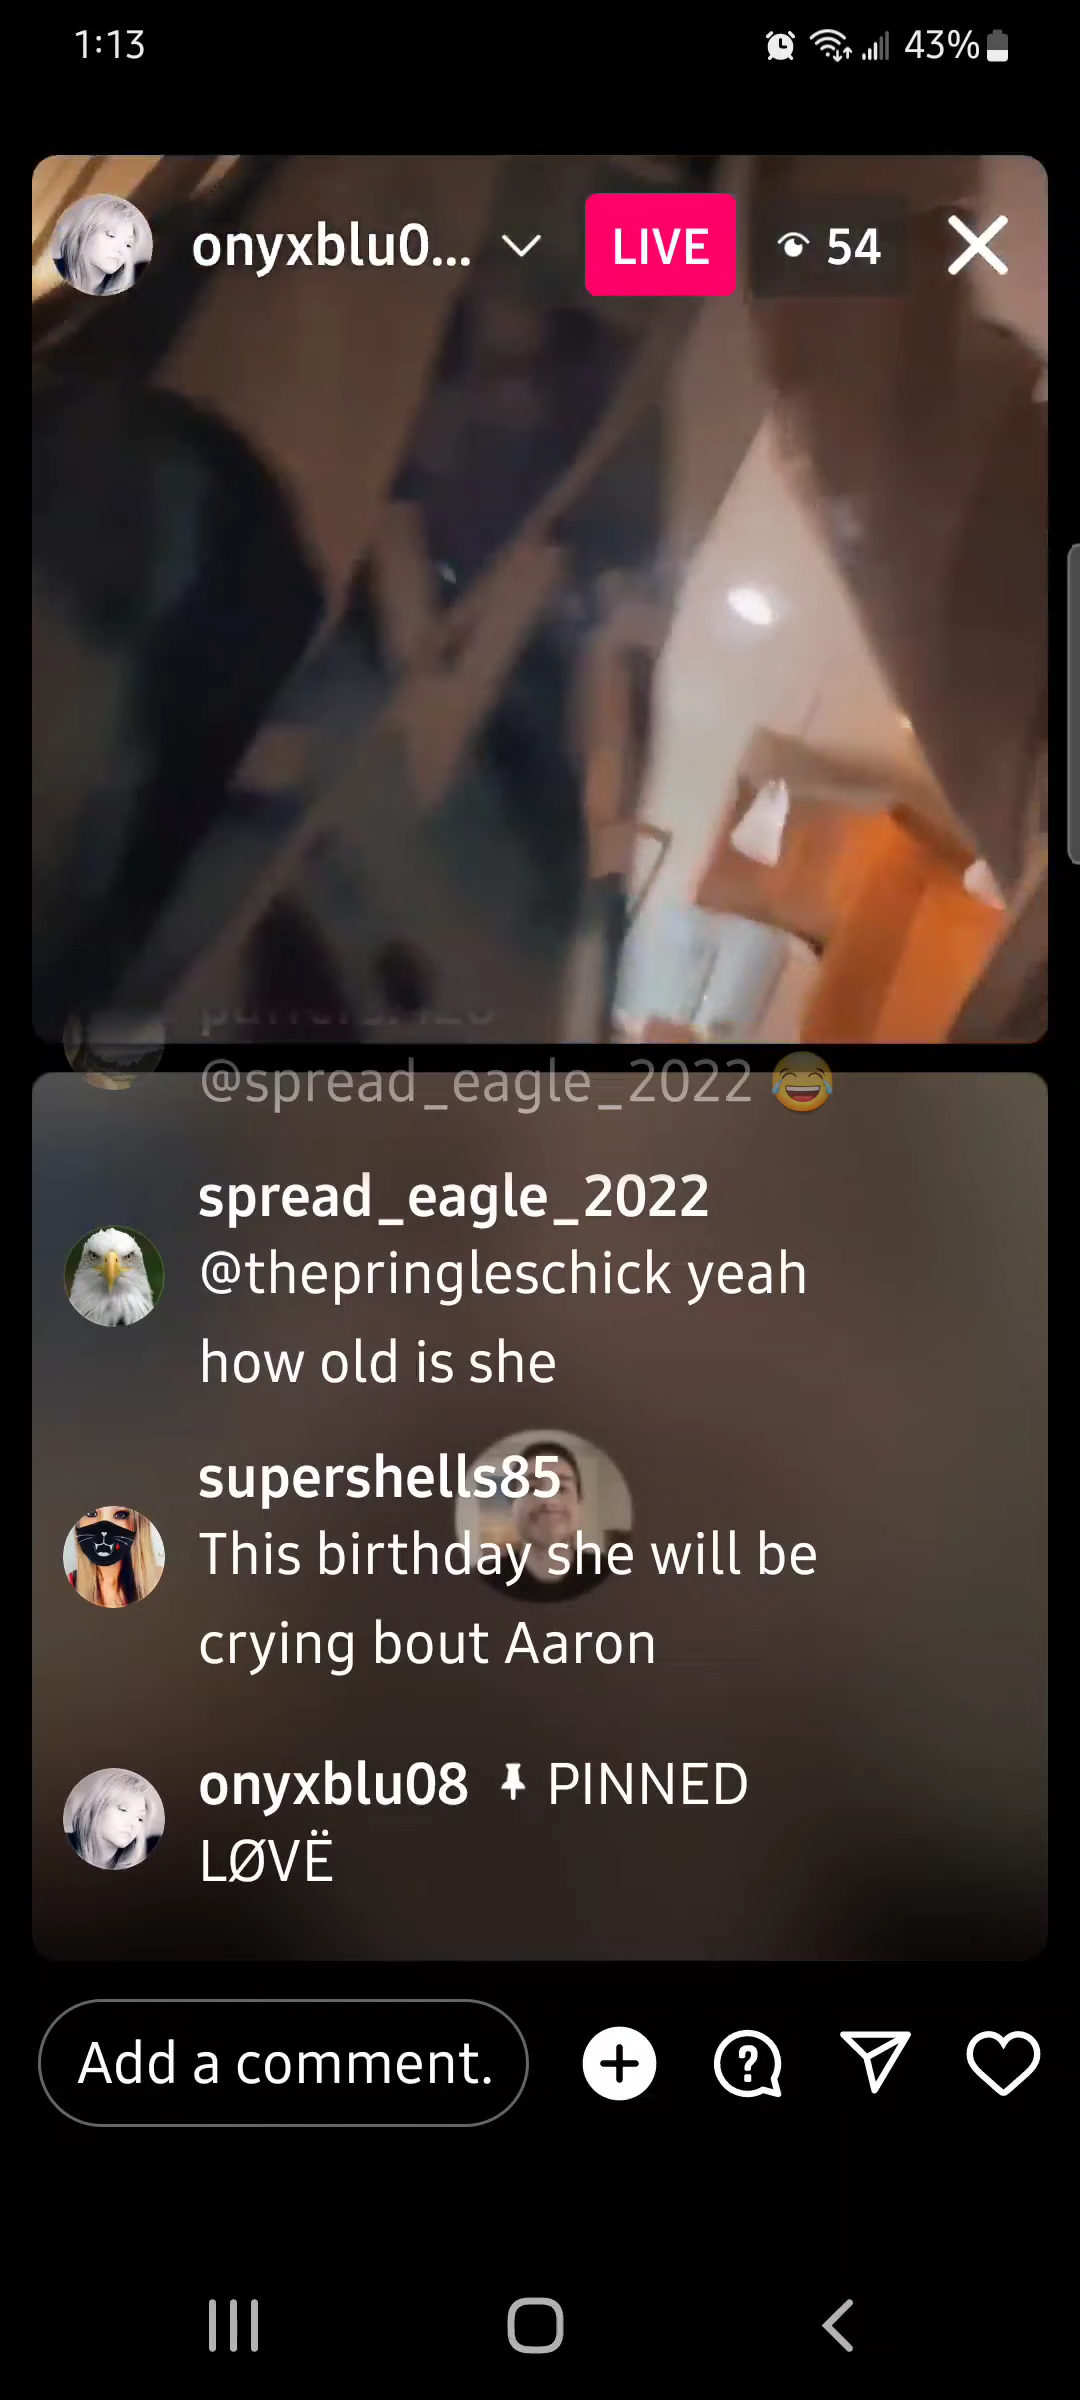 1:13
43%
onyxblu0...
LIVE
54
@spread_eagle_2022 😂
spread_eagle_2022
@thepringleschick yeah
how old is she
supershells85
This birthday she will be
crying bout Aaron
onyxblu08 PINNED
LØVË
Add a comment.